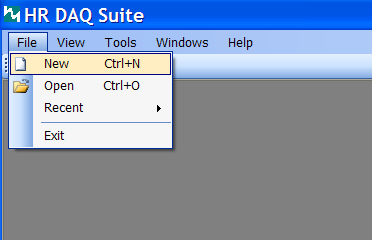 HR DAQ Suite
File View Tools Windows Help
New Ctrl+N
Open Ctrl+O
Recent
Exit